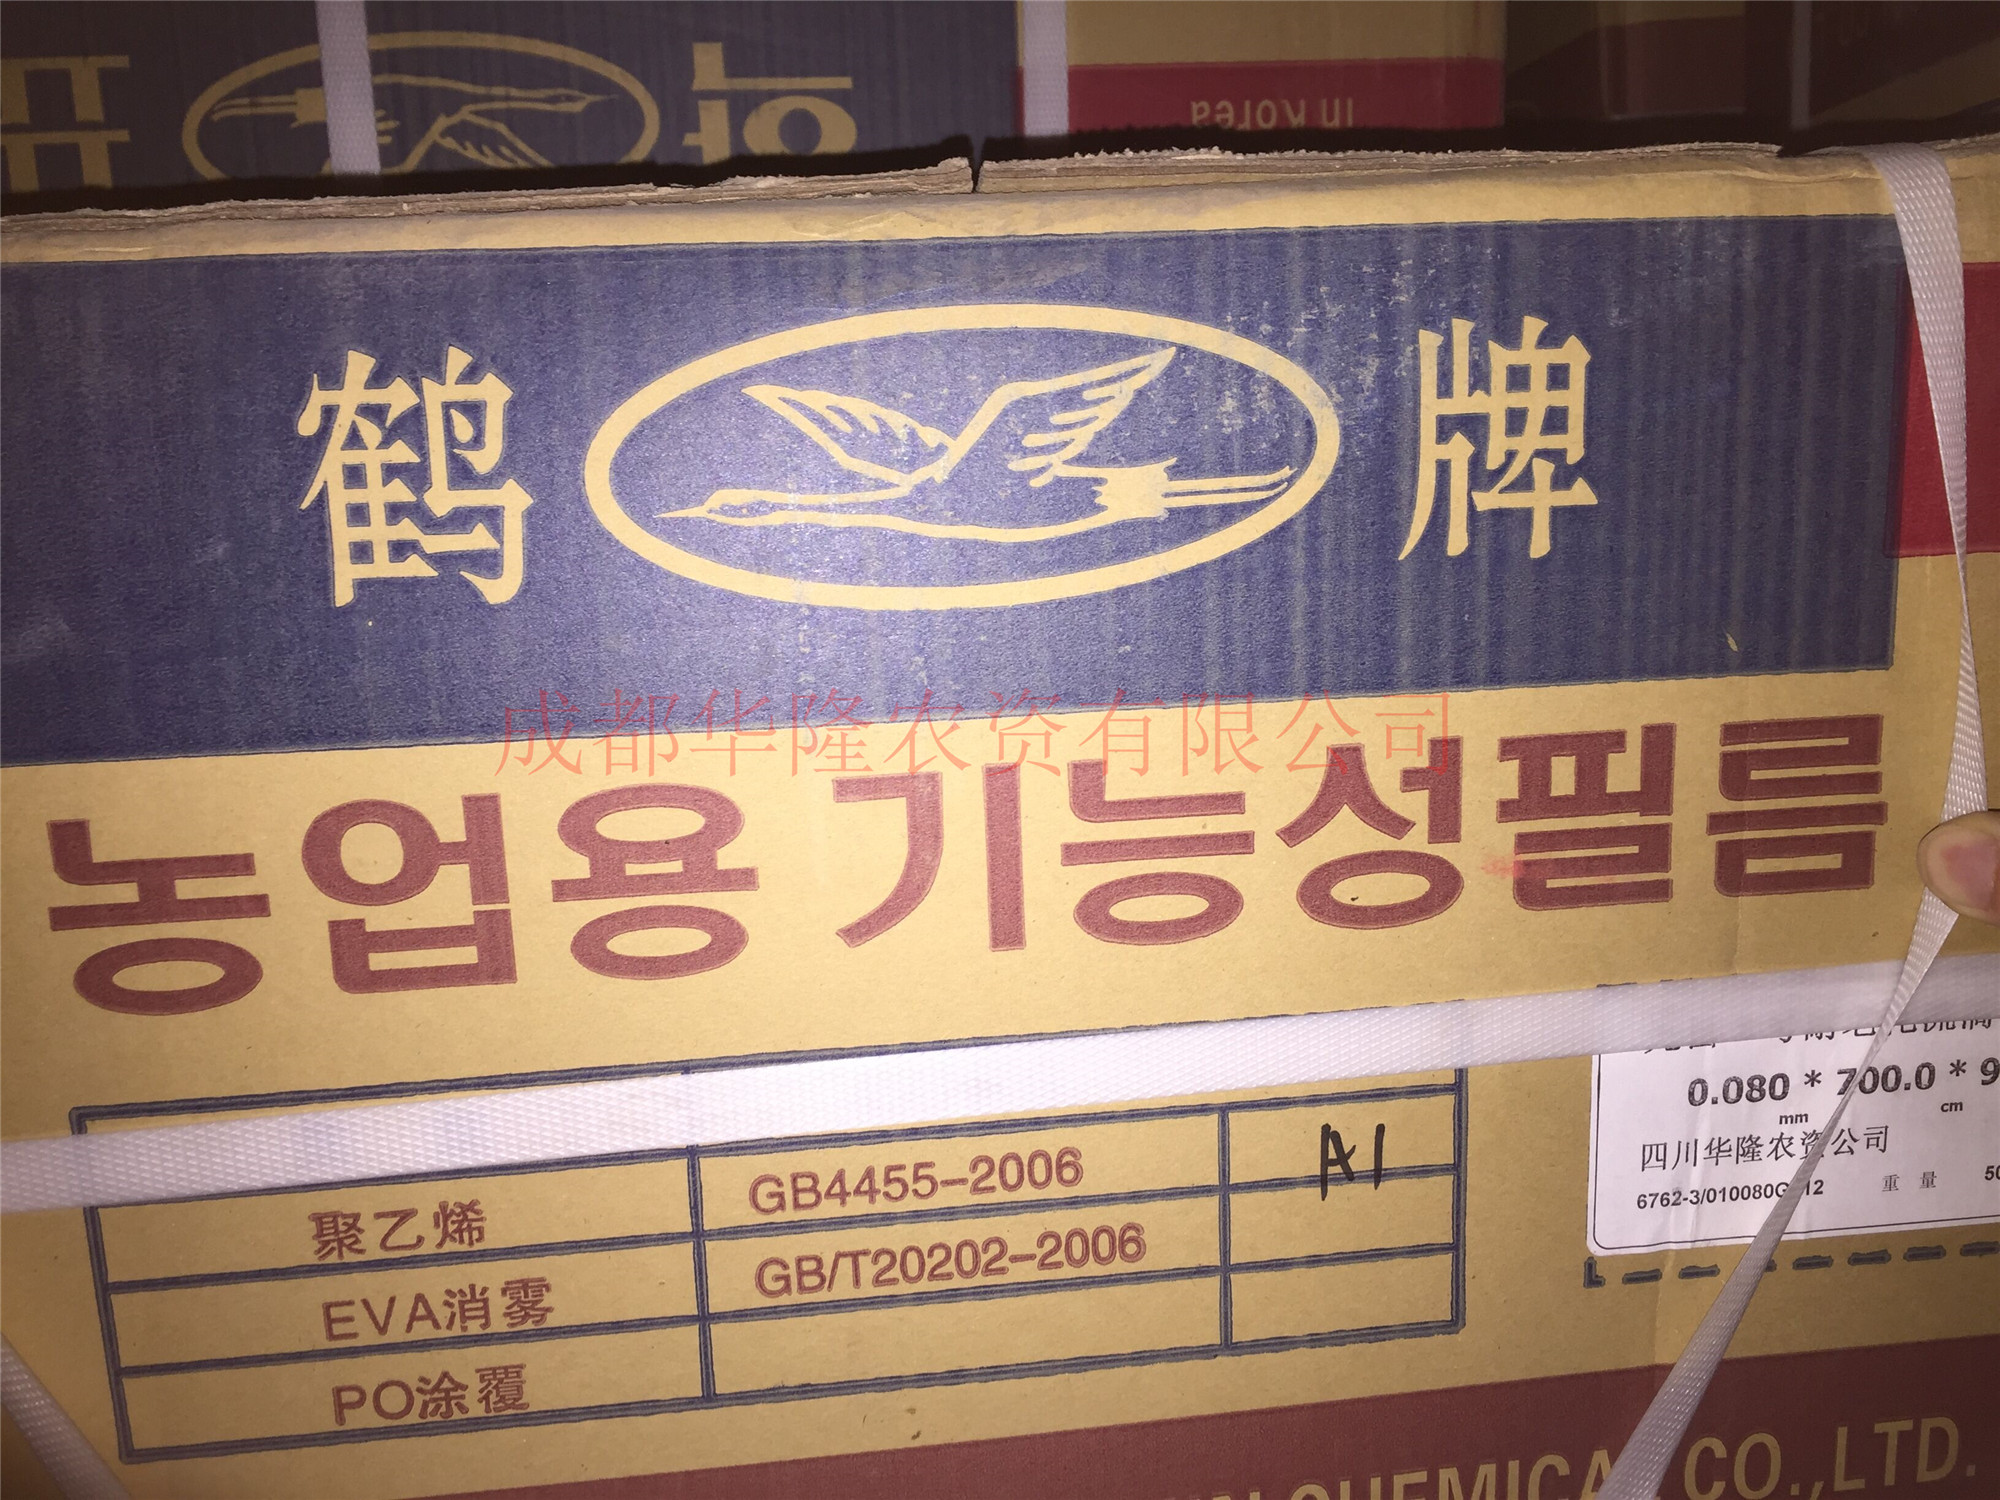 in Korea
鹤 牌
成都华隆农资有限公司
농업용 기능성필름
0.080 * 700.0 * 9
mm cm
四川华隆农资公司
重 量 50
聚乙烯 GB4455-2006 A1
EVA消雾 GB/T20202-2006
PO涂覆
CHEMICAL CO.,LTD.